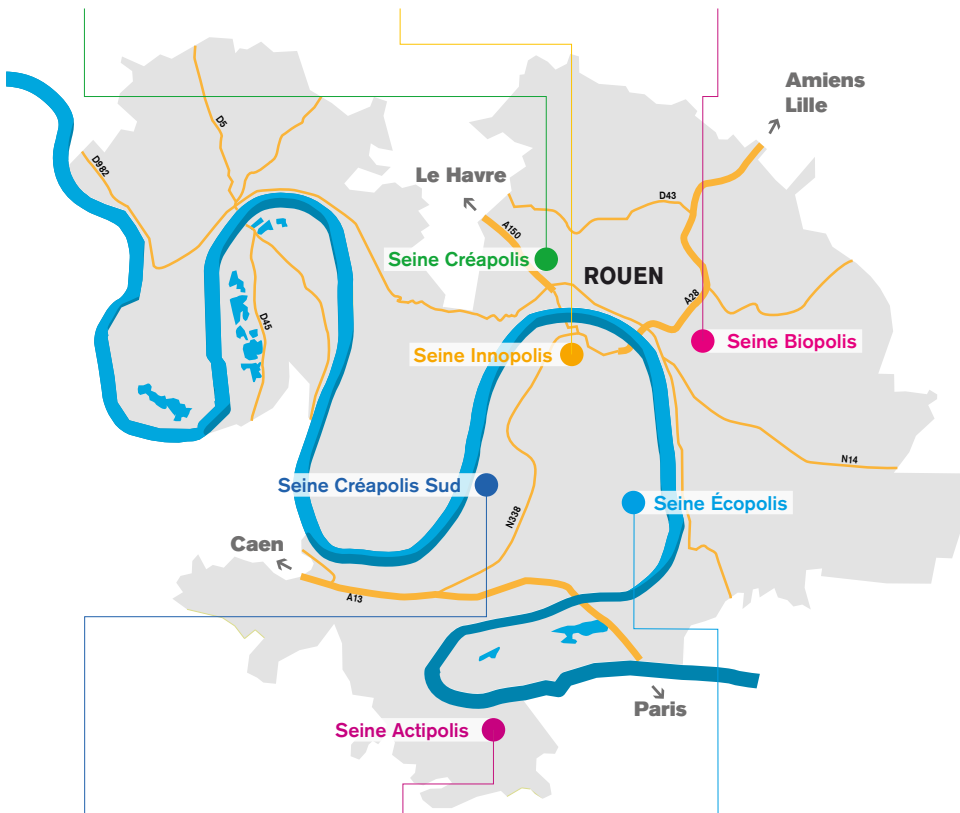 Amiens
Lille
D5
D982
Le Havre
D43
A150
Seine Créapolis
ROUEN
A28
D45
Seine Innopolis
Seine Biopolis
N14
Seine Créapolis Sud
Seine Écopolis
N338
Caen
A13
Paris
Seine Actipolis